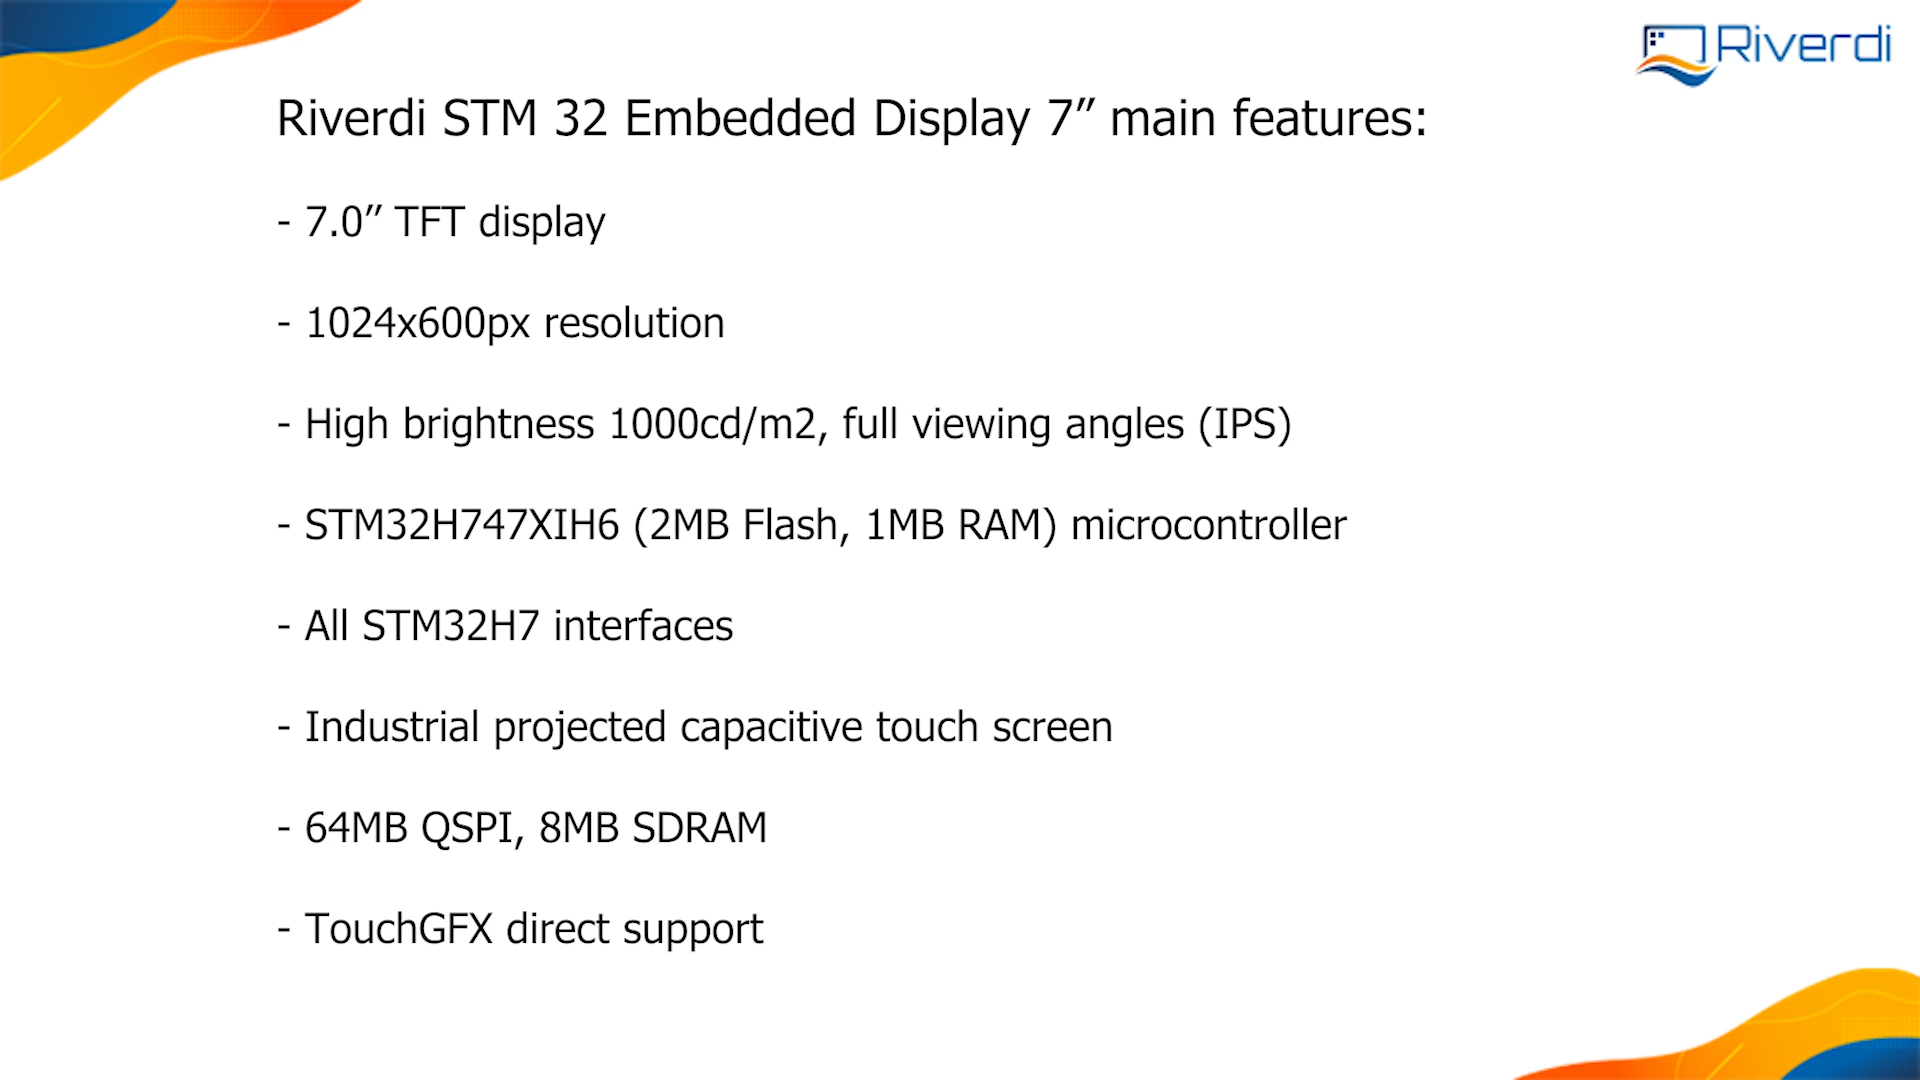 Riverdi
Riverdi STM 32 Embedded Display 7” main features:
- 7.0” TFT display
- 1024x600px resolution
- High brightness 1000cd/m2, full viewing angles (IPS)
- STM32H747XIH6 (2MB Flash, 1MB RAM) microcontroller
- All STM32H7 interfaces
- Industrial projected capacitive touch screen
- 64MB QSPI, 8MB SDRAM
- TouchGFX direct support